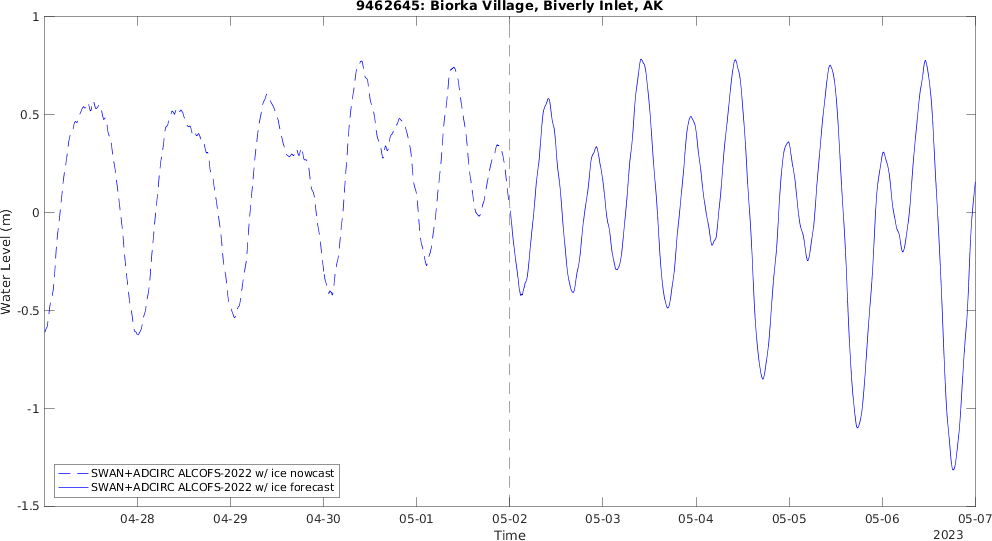 9462645: Biorka Village, Biverly Inlet, AK
Water Level (m)
1
0.5
0
-0.5
-1
-1.5
SWAN+ADCIRC ALCOFS-2022 w/ ice nowcast
SWAN+ADCIRC ALCOFS-2022 w/ ice forecast
04-28 04-29 04-30 05-01 05-02 05-03 05-04 05-05 05-06 05-07
Time
2023